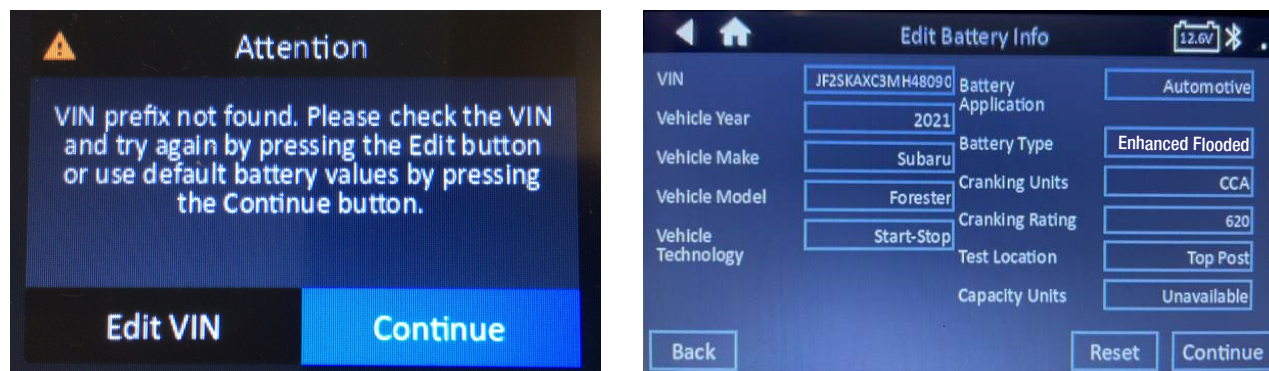 Attention
VIN prefix not found. Please check the VIN
and try again by pressing the Edit button
or use default battery values by pressing
the Continue button.
Edit VIN
Continue
Edit Battery Info
12.6V
VIN
JF2SKAXC3MH48090
Vehicle Year
2021
Vehicle Make
Subaru
Vehicle Model
Forester
Vehicle
Technology
Start-Stop
Battery
Application
Automotive
Battery Type
Enhanced Flooded
Cranking Units
CCA
Cranking Rating
620
Test Location
Top Post
Capacity Units
Unavailable
Back
Reset
Continue